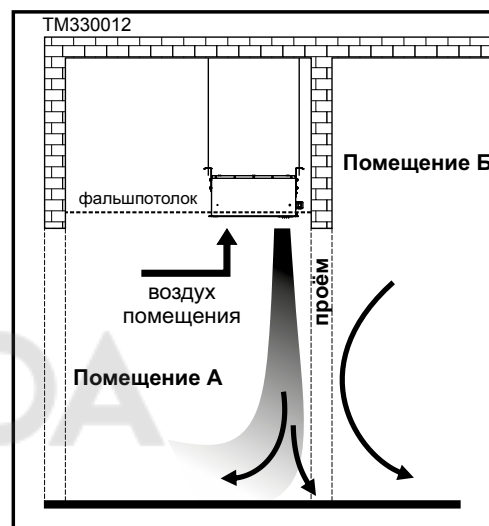 TM330012
Помещение Б
фальшпотолок
воздух
помещения
проём
Помещение А